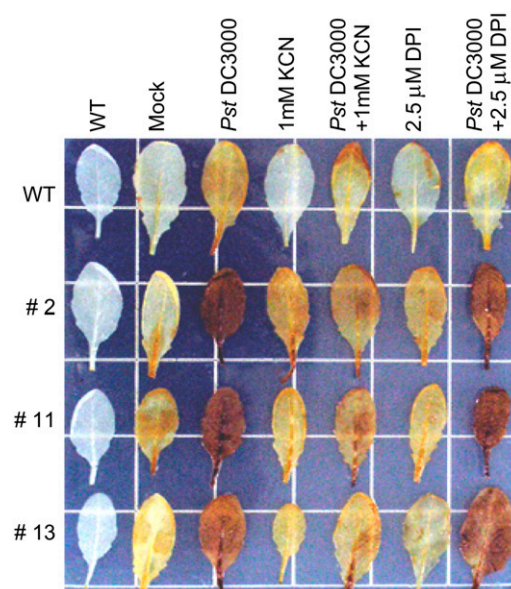 WT
Mock
Pst DC3000
1mM KCN
Pst DC3000
+1mM KCN
2.5 μM DPI
Pst DC3000
+2.5 μM DPI
WT
# 2
# 11
# 13